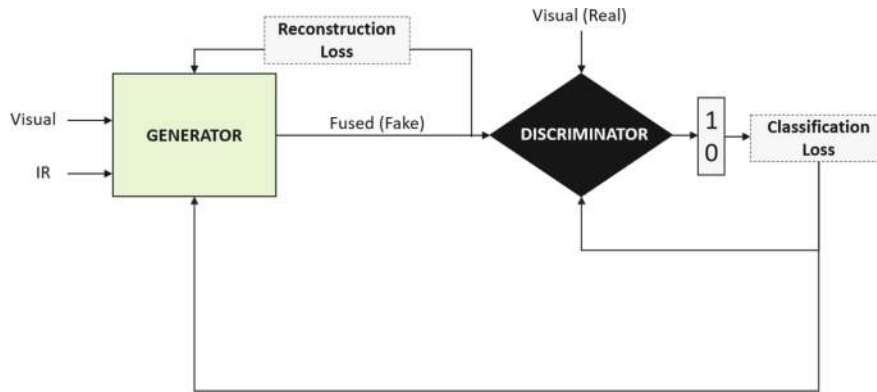 Reconstruction
Loss
Visual (Real)
Visual
GENERATOR
Fused (Fake)
DISCRIMINATOR
1
0
Classification
Loss
IR